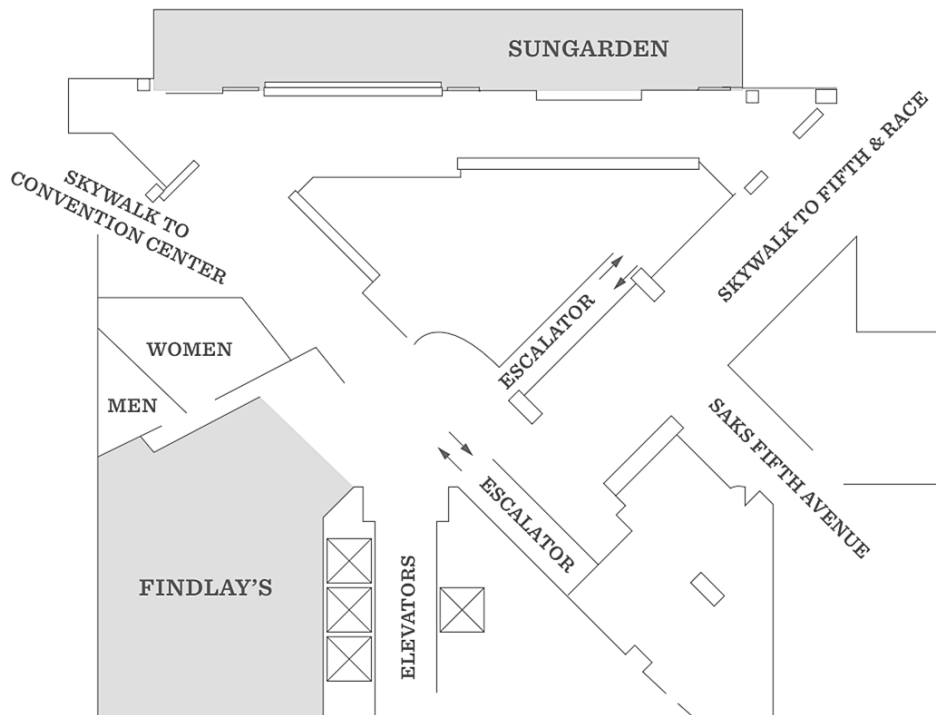 SUNGARDEN
SKYWALK TO
CONVENTION CENTER
SKYWALK TO FIFTH & RACE
WOMEN
MEN
ESCALATOR
SAKS FIFTH AVENUE
ESCALATOR
FINDLAY'S
ELEVATORS